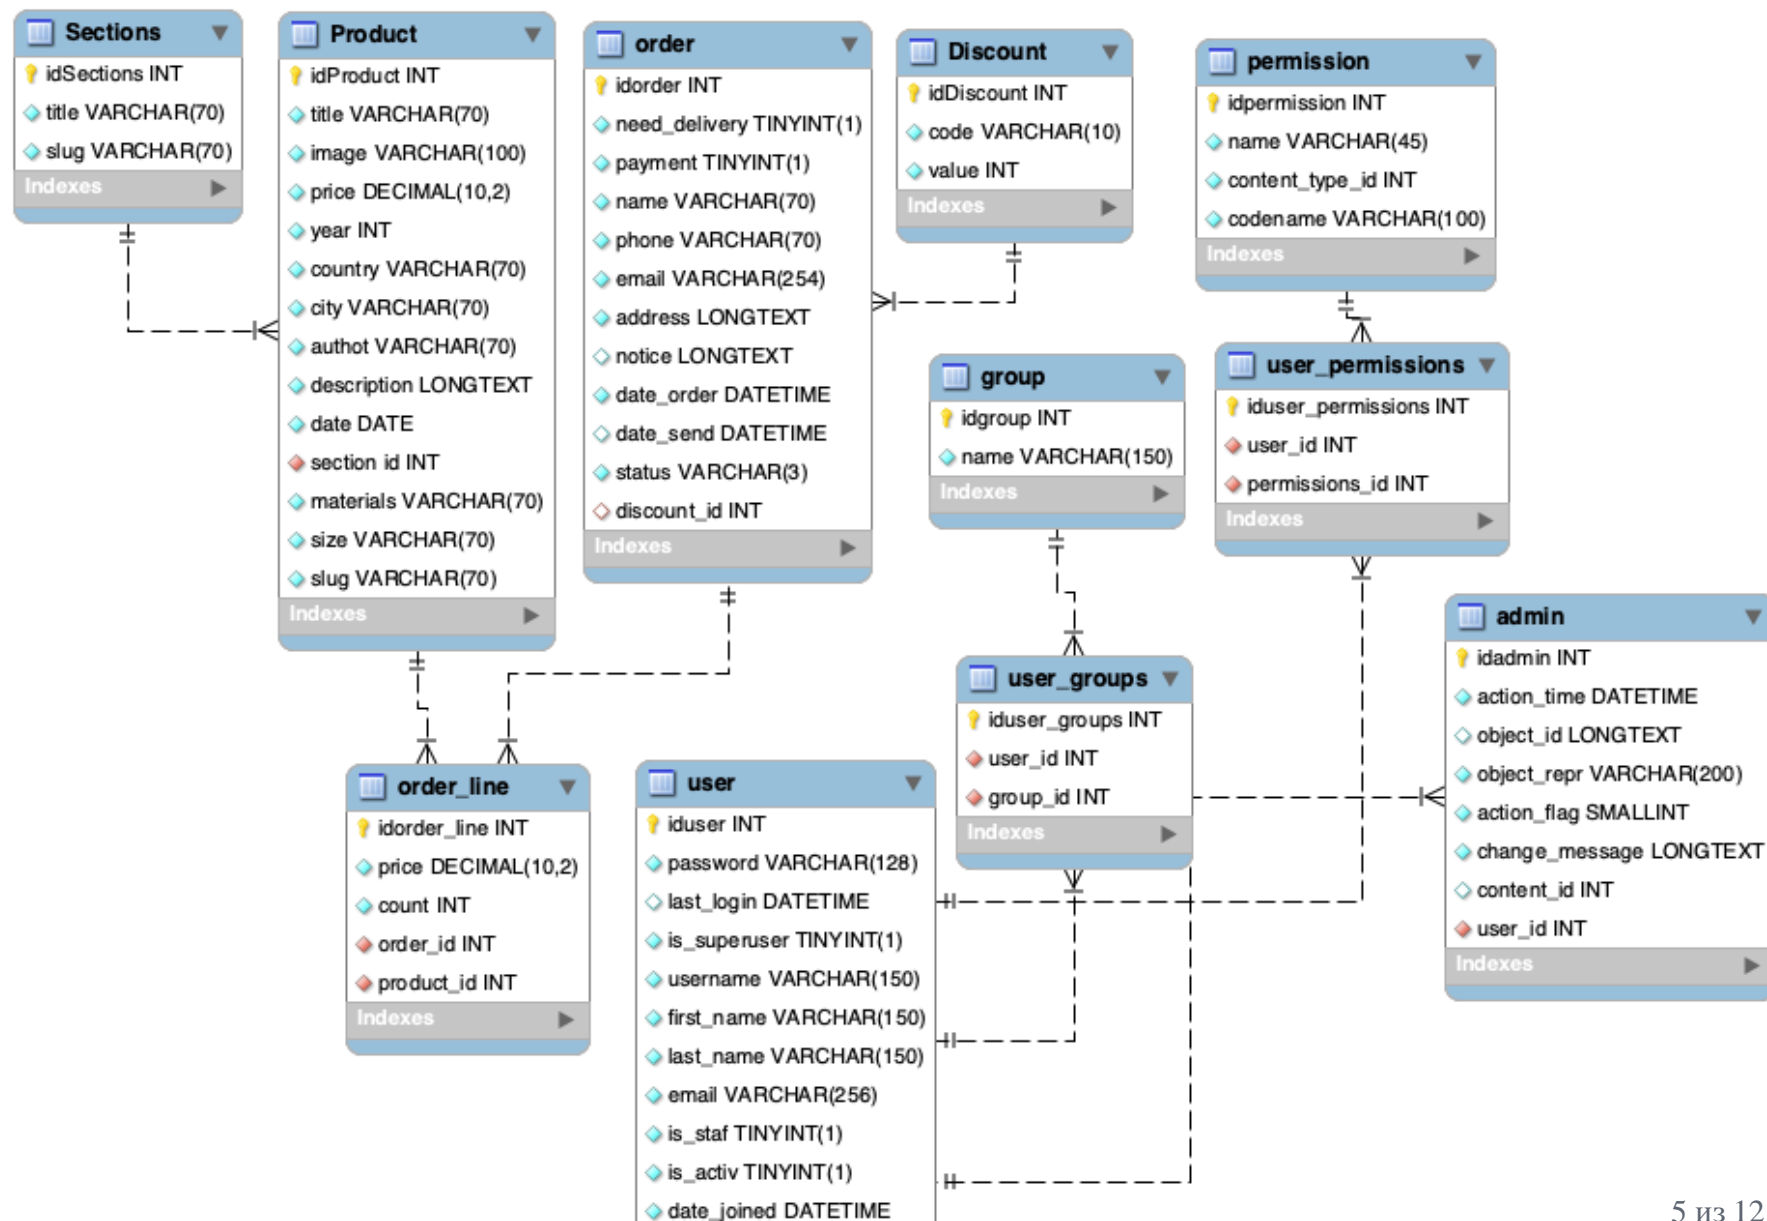 Sections
idSections INT
title VARCHAR(70)
slug VARCHAR(70)
Indexes
Product
idProduct INT
title VARCHAR(70)
image VARCHAR(100)
price DECIMAL(10,2)
year INT
country VARCHAR(70)
city VARCHAR(70)
authot VARCHAR(70)
description LONGTEXT
date DATE
section id INT
materials VARCHAR(70)
size VARCHAR(70)
slug VARCHAR(70)
Indexes
order
idorder INT
need_delivery TINYINT(1)
payment TINYINT(1)
name VARCHAR(70)
phone VARCHAR(70)
email VARCHAR(254)
address LONGTEXT
notice LONGTEXT
date_order DATETIME
date_send DATETIME
status VARCHAR(3)
discount_id INT
Indexes
Discount
idDiscount INT
code VARCHAR(10)
value INT
Indexes
permission
idpermission INT
name VARCHAR(45)
content_type_id INT
codename VARCHAR(100)
Indexes
group
idgroup INT
name VARCHAR(150)
Indexes
user_permissions
iduser_permissions INT
user_id INT
permissions_id INT
Indexes
order_line
idorder_line INT
price DECIMAL(10,2)
count INT
order_id INT
product_id INT
Indexes
user
iduser INT
password VARCHAR(128)
last_login DATETIME
is_superuser TINYINT(1)
username VARCHAR(150)
first_name VARCHAR(150)
last_name VARCHAR(150)
email VARCHAR(256)
is_staf TINYINT(1)
is_activ TINYINT(1)
date_joined DATETIME
user_groups
iduser_groups INT
user_id INT
group_id INT
Indexes
admin
idadmin INT
action_time DATETIME
object_id LONGTEXT
object_repr VARCHAR(200)
action_flag SMALLINT
change_message LONGTEXT
content_id INT
user_id INT
Indexes
5 из 12